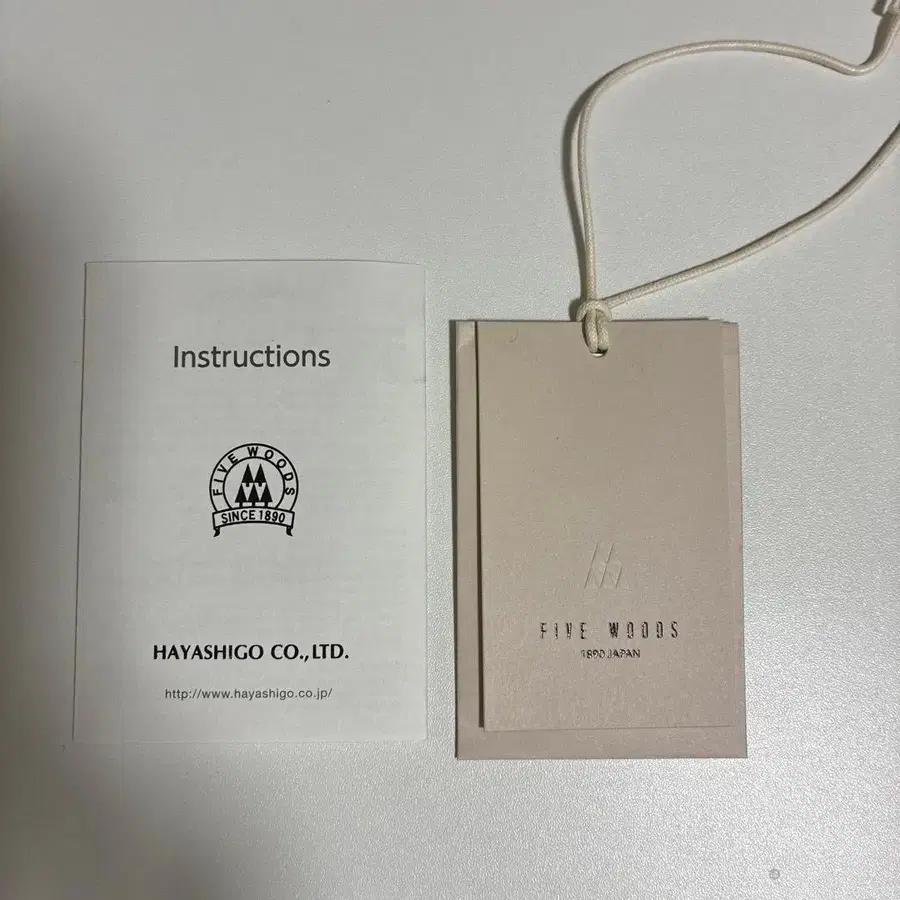 Instructions
FIVE WOODS
SINCE 1890
HAYASHIGO CO., LTD.
http://www.hayashigo.co.jp/
FIVE WOODS
1890 JAPAN